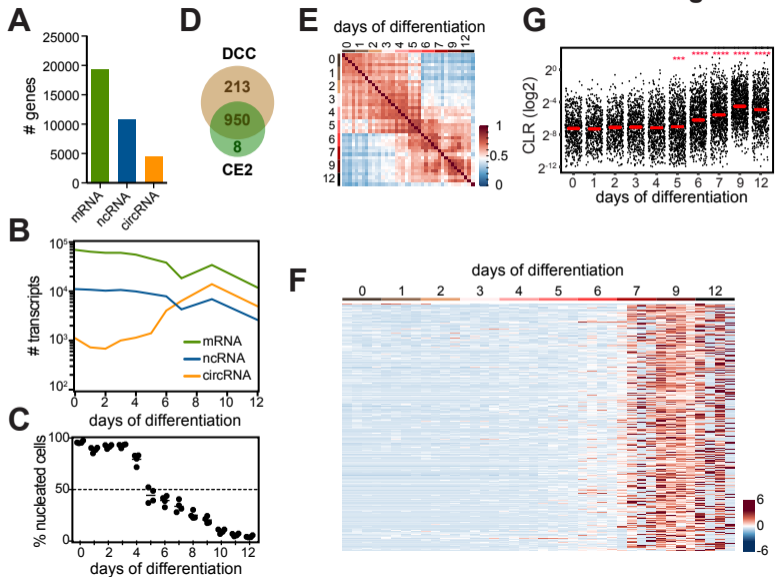 A
# genes
25000
20000
15000
10000
5000
0
mRNA
ncRNA
circRNA
D
DCC
213
950
8
CE2
E
days of differentiation
0 1 2 3 4 5 6 7 9 12
0
1
2
3
4
5
6
7
9
12
1
0.5
0
G
CLR (log2)
2^0
2^-4
2^-8
2^-12
*** **** **** **** ****
0 1 2 3 4 5 6 7 9 12
days of differentiation
B
# transcripts
10^5
10^4
10^3
10^2
mRNA
ncRNA
circRNA
0 2 4 6 8 10 12
days of differentiation
C
% nucleated cells
100
50
0
0 2 4 6 8 10 12
days of differentiation
F
days of differentiation
0 1 2 3 4 5 6 7 9 12
6
0
-6